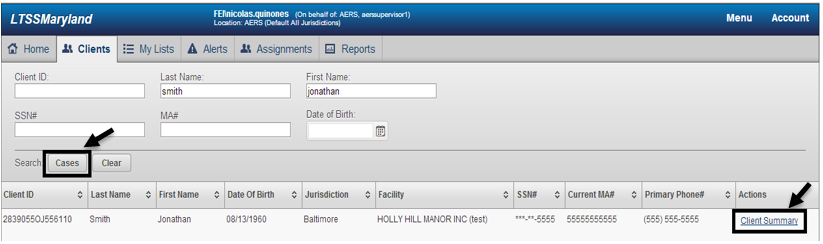 LTSSMaryland
FEI\nicolas.quinones (On behalf of: AERS, aerssupervisor1)
Location: AERS (Default All Jurisdictions)
Menu Account
Home Clients My Lists Alerts Assignments Reports
Client ID: Last Name: First Name:
smith jonathan
SSN# MA# Date of Birth:
Search: Cases Clear
Client ID Last Name First Name Date Of Birth Jurisdiction Facility SSN# Current MA# Primary Phone# Actions
2839055OJ556110 Smith Jonathan 08/13/1960 Baltimore HOLLY HILL MANOR INC (test) ***-**-5555 55555555555 (555) 555-5555 Client Summary